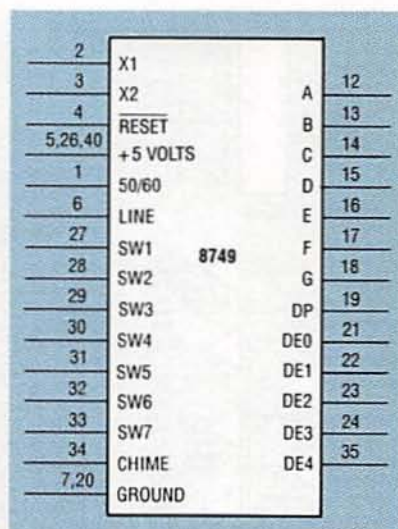 2 X1
3 X2
4 RESET
5,26,40 +5 VOLTS
1 50/60
6 LINE
27 SW1
28 SW2
29 SW3
30 SW4
31 SW5
32 SW6
33 SW7
34 CHIME
7,20 GROUND
8749
A 12
B 13
C 14
D 15
E 16
F 17
G 18
DP 19
DE0 21
DE1 22
DE2 23
DE3 24
DE4 35